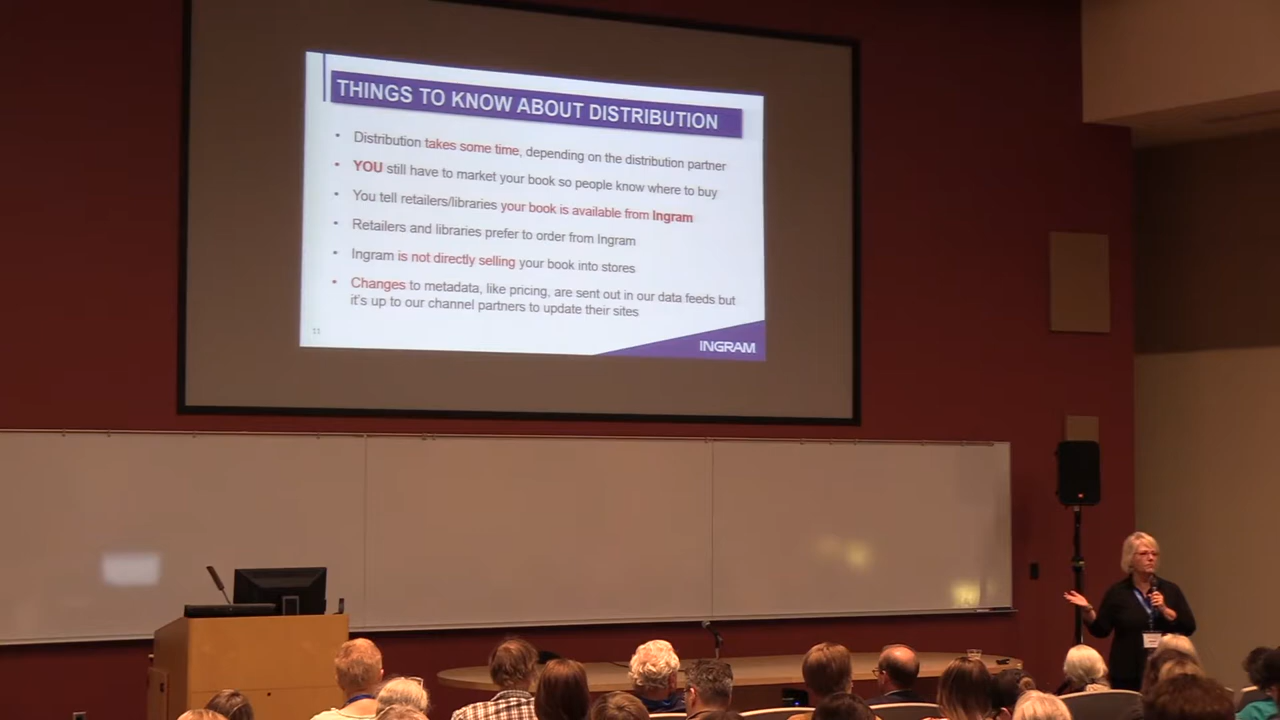 THINGS TO KNOW ABOUT DISTRIBUTION
• Distribution takes some time, depending on the distribution partner
• YOU still have to market your book so people know where to buy
• You tell retailers/libraries your book is available from Ingram
• Retailers and libraries prefer to order from Ingram
• Ingram is not directly selling your book into stores
• Changes to metadata, like pricing, are sent out in our data feeds but
it's up to our channel partners to update their sites
11
INGRAM